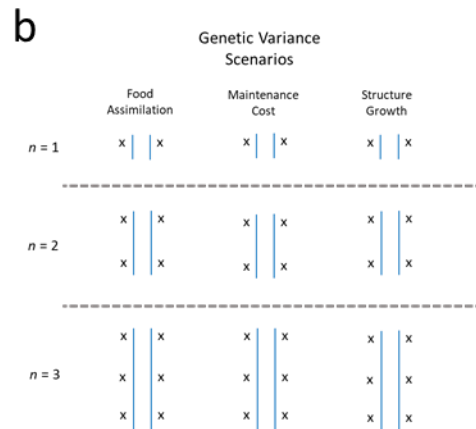 b
Genetic Variance
Scenarios
Food
Assimilation
Maintenance
Cost
Structure
Growth
n = 1
x x x x x x
n = 2
x x x x x x
x x x x x x
n = 3
x x x x x x
x x x x x x
x x x x x x